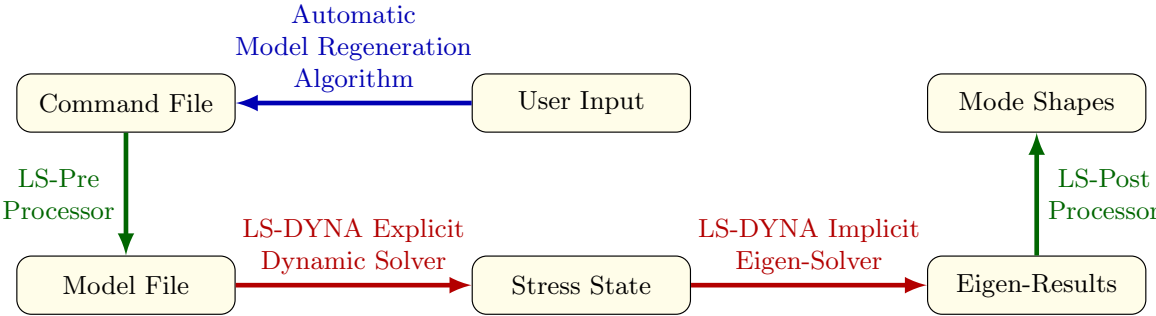 Automatic
Model Regeneration
Algorithm
Command File
User Input
Mode Shapes
LS-Pre
Processor
LS-Post
Processor
LS-DYNA Explicit
Dynamic Solver
LS-DYNA Implicit
Eigen-Solver
Model File
Stress State
Eigen-Results